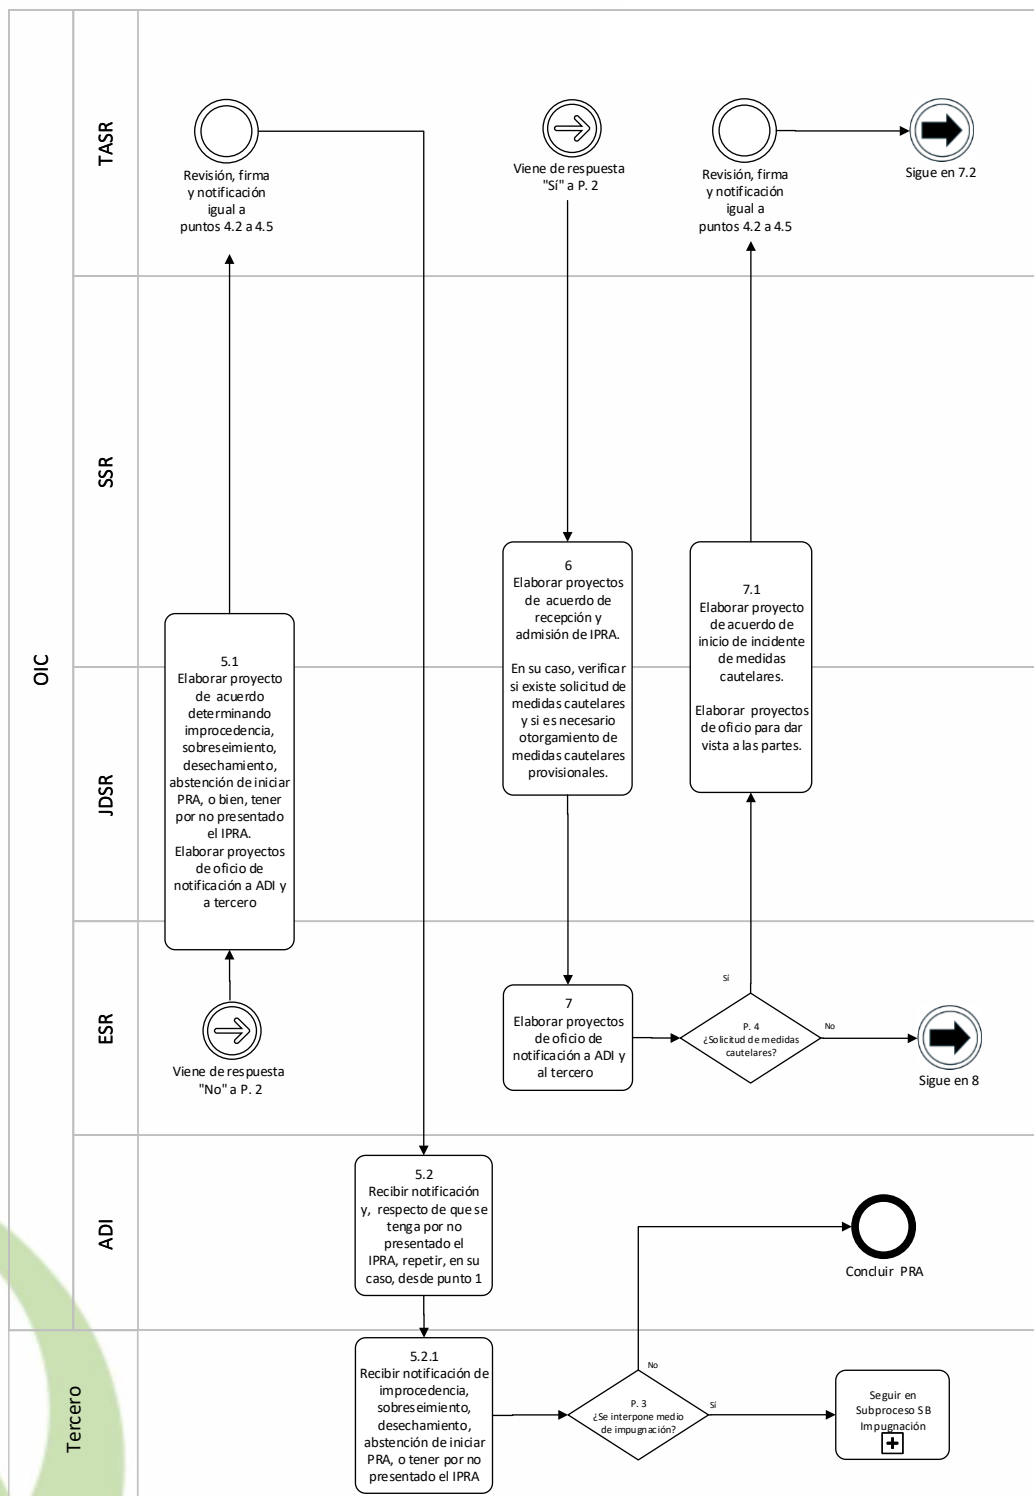 OIC
Tercero
TASR
SSR
JDSR
ESR
ADI
Revisión, firma
y notificación
igual a
puntos 4.2 a 4.5
Viene de respuesta
"Sí" a P. 2
Revisión, firma
y notificación
igual a
puntos 4.2 a 4.5
Sigue en 7.2
5.1
Elaborar proyecto
de acuerdo
determinando
improcedencia,
sobreseimiento,
desechamiento,
abstención de iniciar
PRA, o bien, tener
por no presentado
el IPRA.
Elaborar proyectos
de oficio de
notificación a ADI y
a tercero
6
Elaborar proyectos
de acuerdo de
recepción y
admisión de IPRA.
En su caso, verificar
si existe solicitud de
medidas cautelares
y si es necesario
otorgamiento de
medidas cautelares
provisionales.
7.1
Elaborar proyecto
de acuerdo de
inicio de incidente
de medidas
cautelares.
Elaborar proyectos
de oficio para dar
vista a las partes.
Viene de respuesta
"No" a P. 2
7
Elaborar proyectos
de oficio de
notificación a ADI y
al tercero
Sí
P. 4
¿Solicitud de medidas
cautelares?
No
Sigue en 8
5.2
Recibir notificación
y, respecto de que se
tenga por no
presentado el
IPRA, repetir, en su
caso, desde punto 1
Concluir PRA
5.2.1
Recibir notificación de
improcedencia,
sobreseimiento,
desechamiento,
abstención de iniciar
PRA, o tener por no
presentado el IPRA
No
P. 3
¿Se interpone medio
de impugnación?
Sí
Seguir en
Subproceso SB
Impugnación